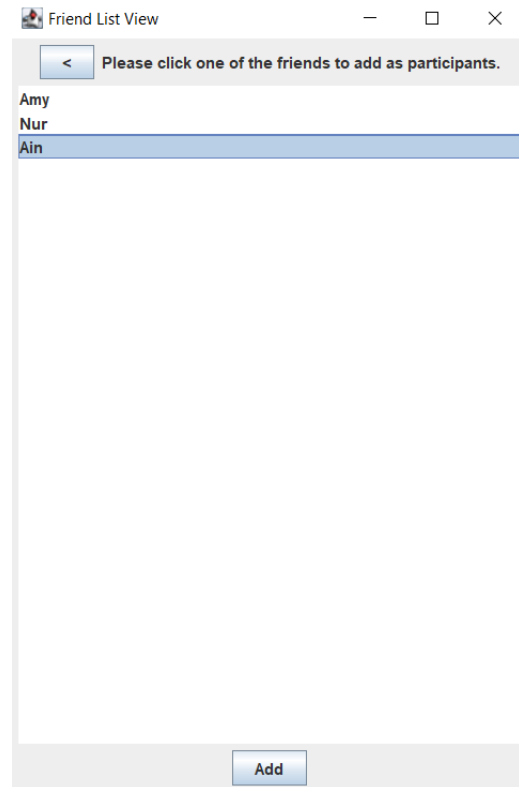 Friend List View
< Please click one of the friends to add as participants.
Amy
Nur
Ain
Add